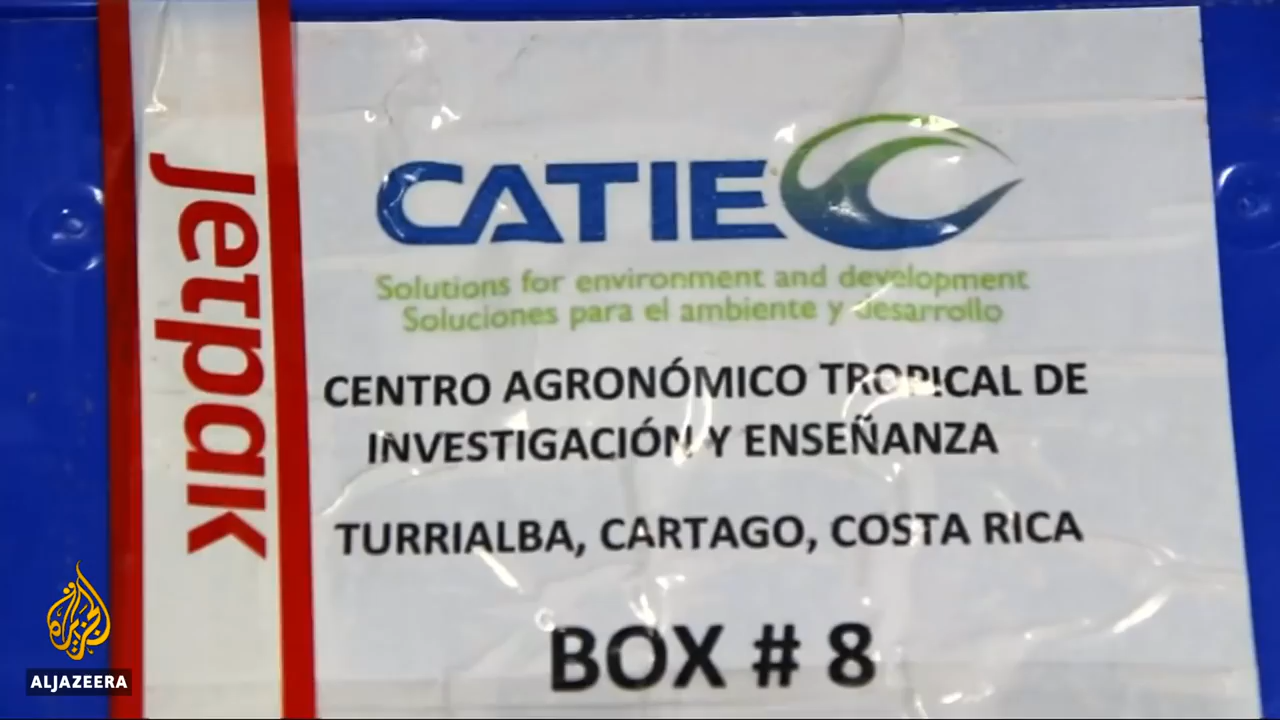 Jetpak
CATIE
Solutions for environment and development
Soluciones para el ambiente y desarrollo
CENTRO AGRONÓMICO TROPICAL DE
INVESTIGACIÓN Y ENSEÑANZA
TURRIALBA, CARTAGO, COSTA RICA
BOX # 8
الجزيرة
ALJAZEERA